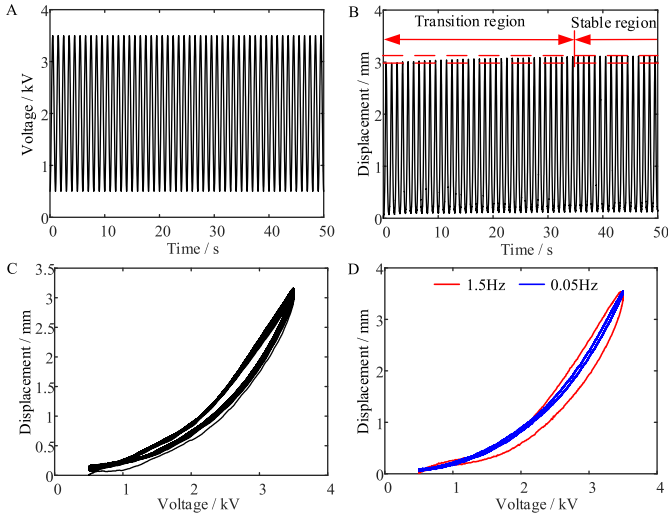 A
Voltage / kV
4
3
2
1
0
0 10 20 30 40 50
Time / s
B
Transition region Stable region
Displacement / mm
4
3
2
1
0
0 10 20 30 40 50
Time / s
C
Displacement / mm
3.5
3
2.5
2
1.5
1
0.5
0
0 1 2 3 4
Voltage / kV
D
1.5Hz 0.05Hz
Displacement / mm
4
3
2
1
0
0 1 2 3 4
Voltage / kV